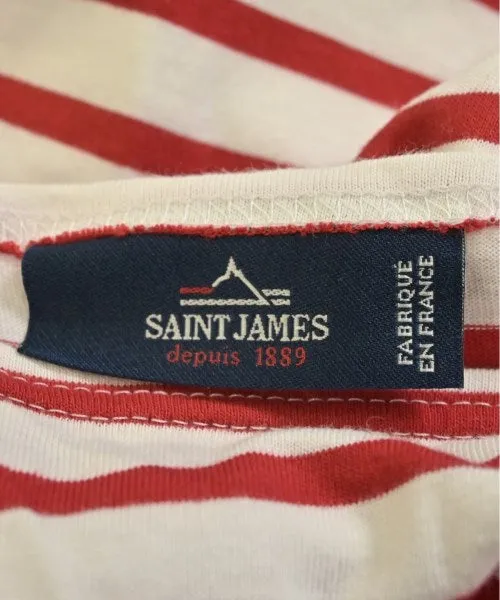 SAINT JAMES
depuis 1889
FABRIQUÉ
EN FRANCE